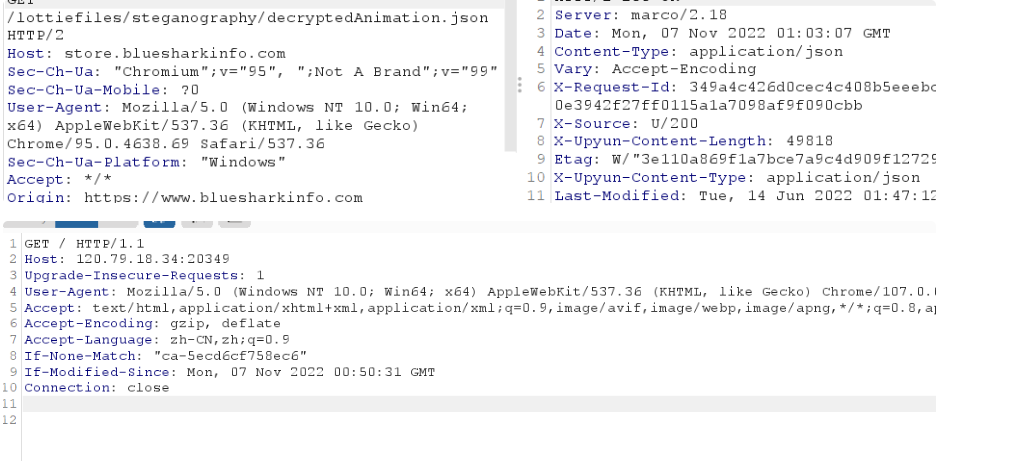 GET
/lottiefiles/steganography/decryptedAnimation.json
HTTP/2
Host: store.bluesharkinfo.com
Sec-Ch-Ua: "Chromium";v="95", ";Not A Brand";v="99"
Sec-Ch-Ua-Mobile: ?0
User-Agent: Mozilla/5.0 (Windows NT 10.0; Win64;
x64) AppleWebKit/537.36 (KHTML, like Gecko)
Chrome/95.0.4638.69 Safari/537.36
Sec-Ch-Ua-Platform: "Windows"
Accept: */*
Origin: https://www.bluesharkinfo.com
2 Server: marco/2.18
3 Date: Mon, 07 Nov 2022 01:03:07 GMT
4 Content-Type: application/json
5 Vary: Accept-Encoding
6 X-Request-Id: 349a4c426d0cec4c408b5eeebc
0e3942f27ff0115a1a7098af9f090cbb
7 X-Source: U/200
8 X-Upyun-Content-Length: 49818
9 Etag: W/"3e110a869f1a7bce7a9c4d909f12729
10 X-Upyun-Content-Type: application/json
11 Last-Modified: Tue, 14 Jun 2022 01:47:12
1 GET / HTTP/1.1
2 Host: 120.79.18.34:20349
3 Upgrade-Insecure-Requests: 1
4 User-Agent: Mozilla/5.0 (Windows NT 10.0; Win64; x64) AppleWebKit/537.36 (KHTML, like Gecko) Chrome/107.0.
5 Accept: text/html,application/xhtml+xml,application/xml;q=0.9,image/avif,image/webp,image/apng,*/*;q=0.8,ap
6 Accept-Encoding: gzip, deflate
7 Accept-Language: zh-CN,zh;q=0.9
8 If-None-Match: "ca-5ecd6cf758ec6"
9 If-Modified-Since: Mon, 07 Nov 2022 00:50:31 GMT
10 Connection: close
11
12